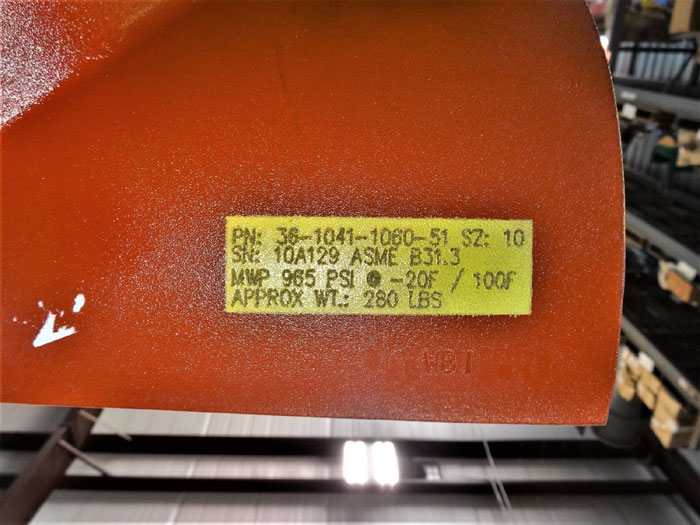 PN: 36-1041-1060-51 SZ: 10
SN: 10A129 ASME B31.3
MWP 965 PSI @ -20F / 100F
APPROX WT.: 280 LBS